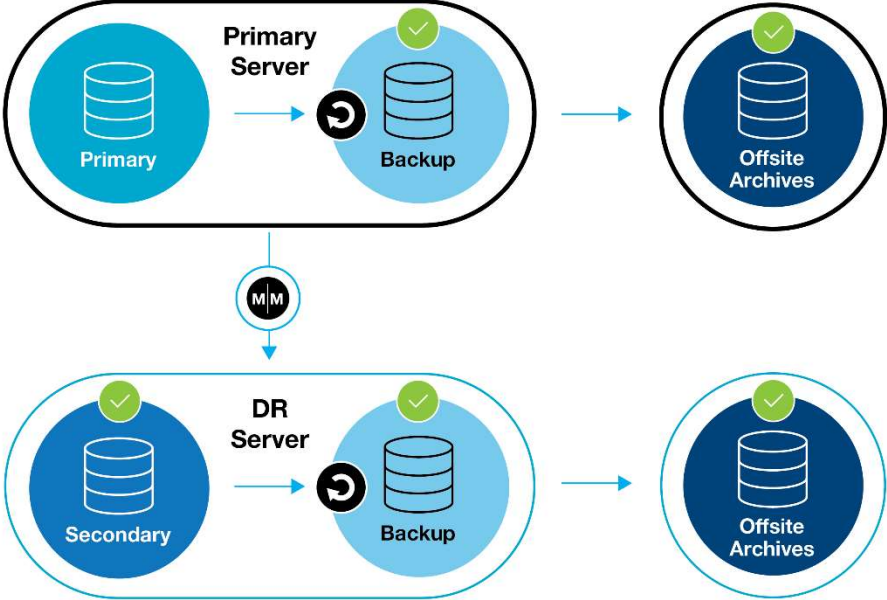 Primary
Server
Primary
Backup
Offsite
Archives
M|M
DR
Server
Secondary
Backup
Offsite
Archives